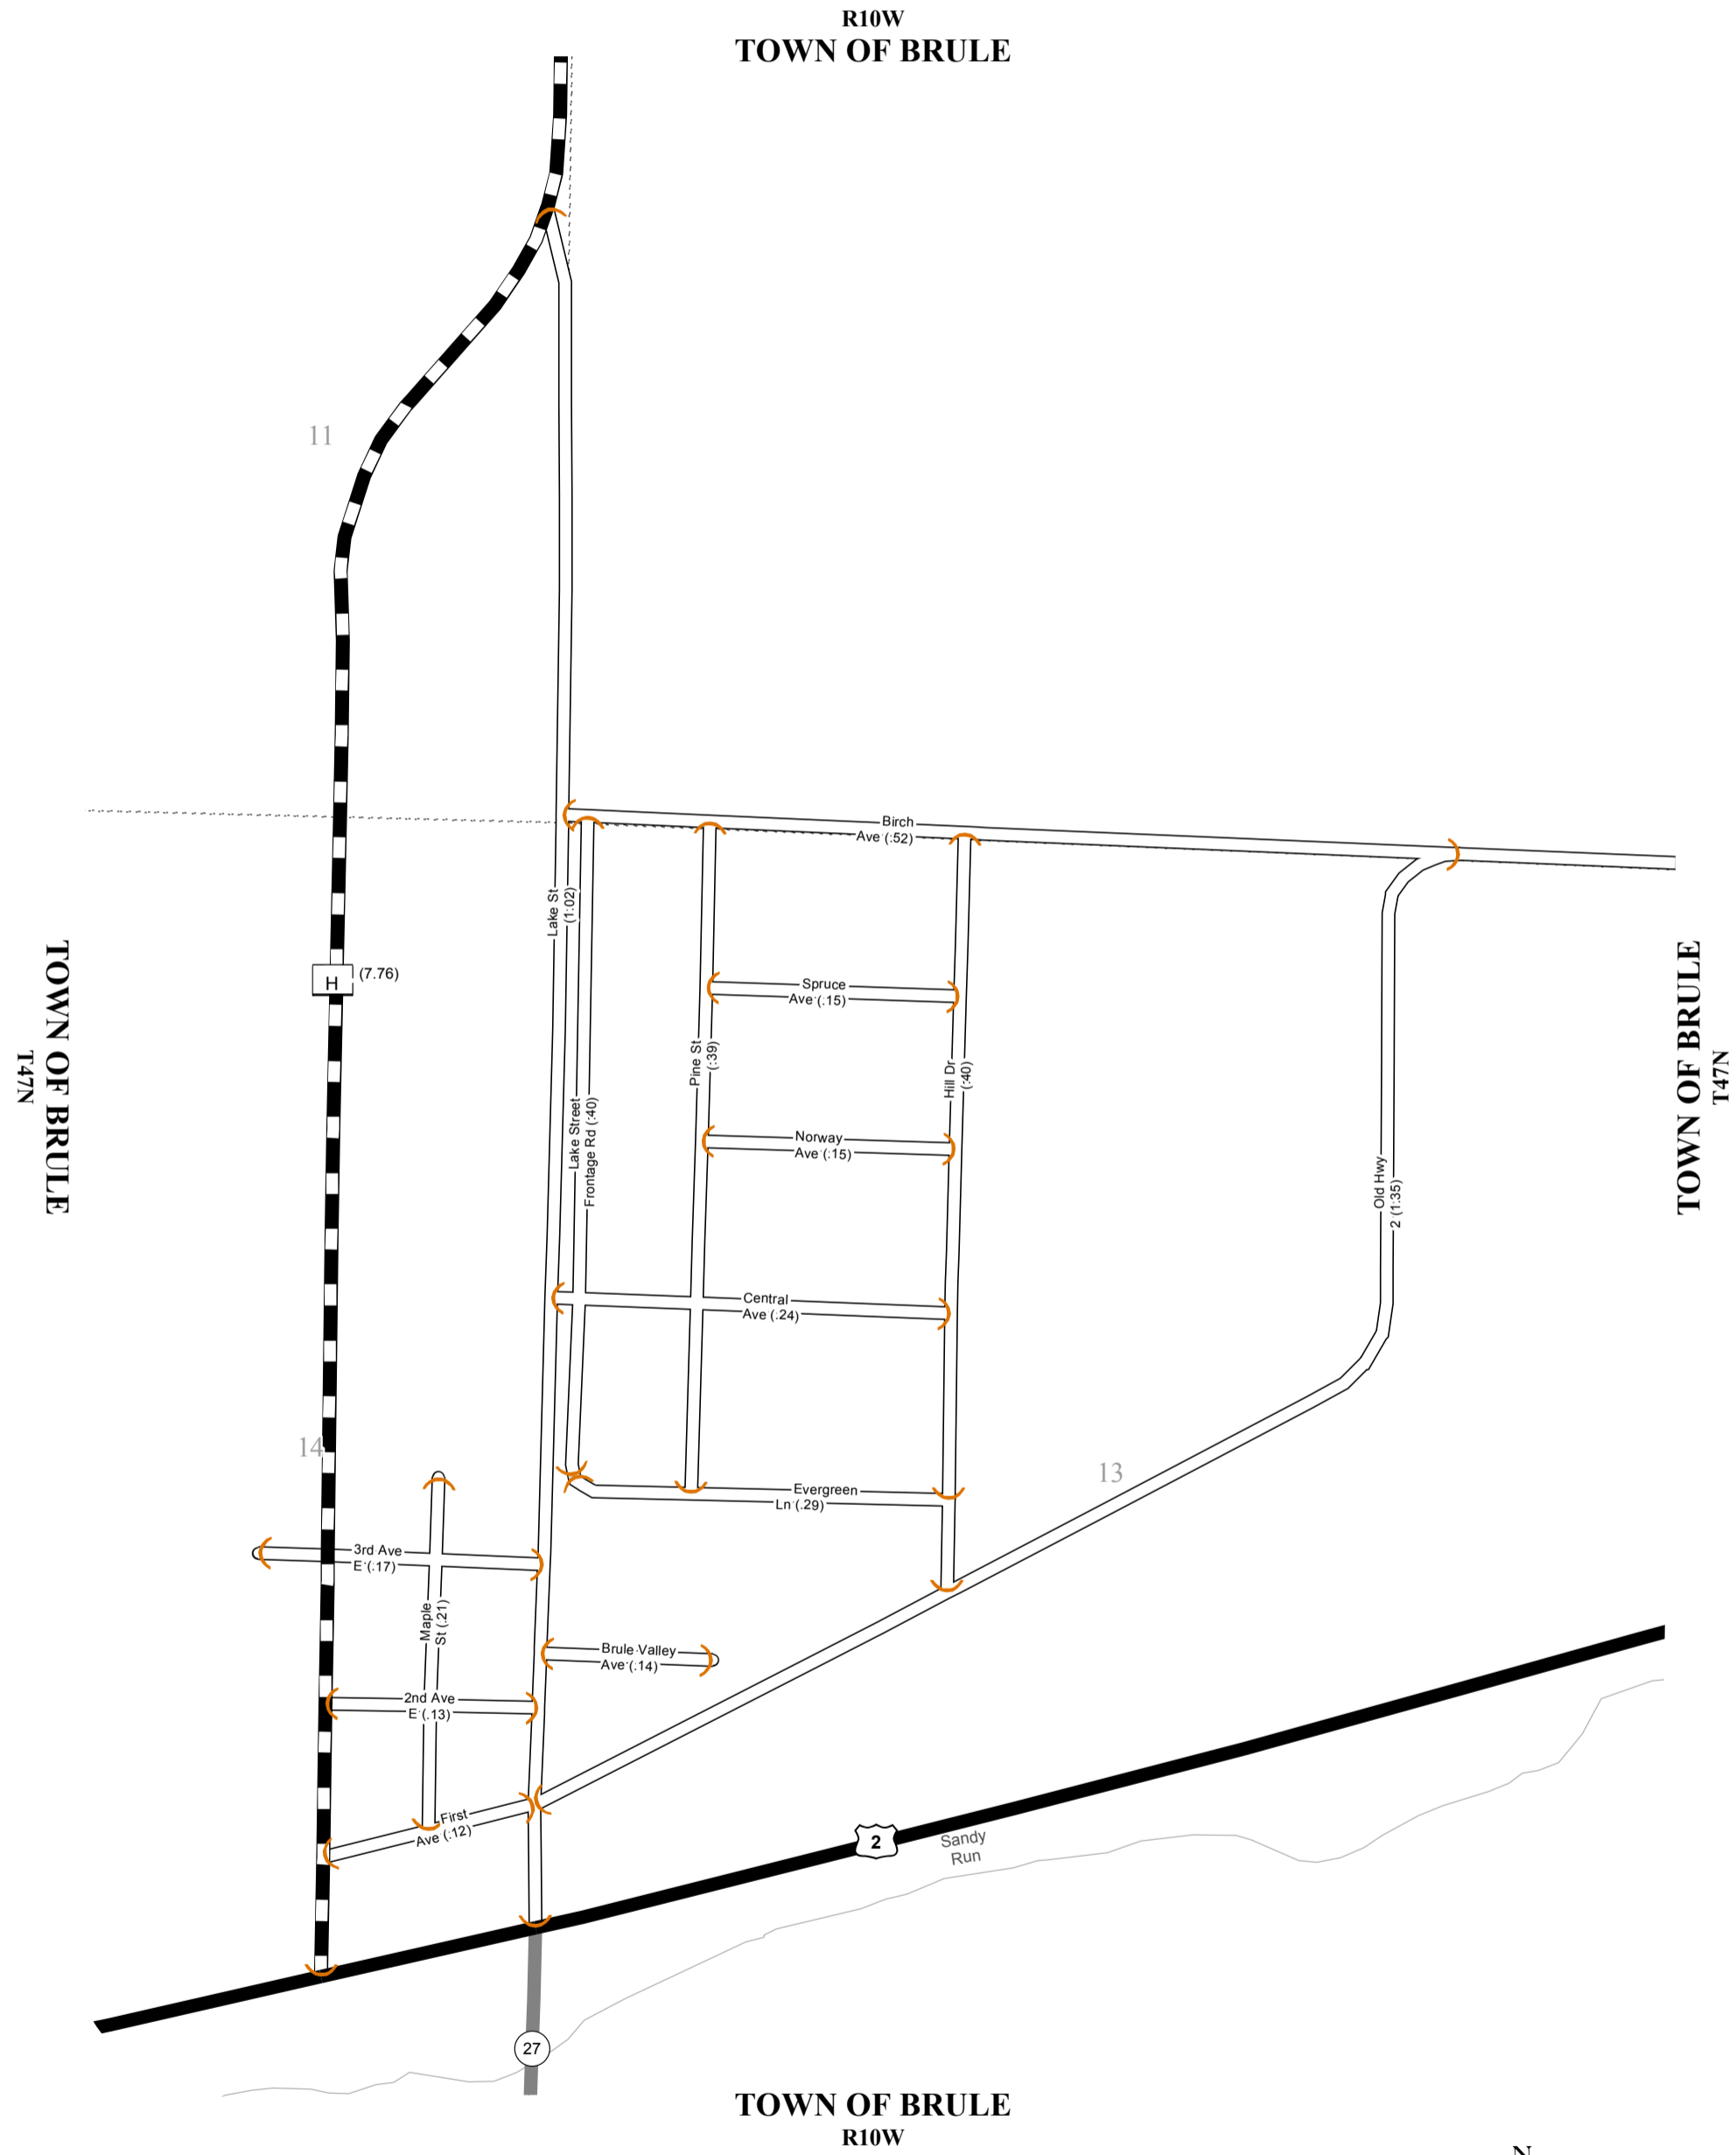 R10W
TOWN OF BRULE
11
Birch
Ave (.52)
Lake St
(1.02)
H
(7.76)
Spruce
Ave (.15)
Pine St
(.39)
Hill Dr
(.40)
TOWN OF BRULE
T47N
TOWN OF BRULE
T47N
Lake Street
Frontage Rd (.40)
Norway
Ave (.15)
Old Hwy
2 (1.35)
Central
Ave (.24)
14
13
Evergreen
Ln (.29)
3rd Ave
E (.17)
Maple
St (.21)
Brule Valley
Ave (.14)
2nd Ave
E (.13)
First
Ave (.12)
2
Sandy
Run
27
TOWN OF BRULE
R10W
N